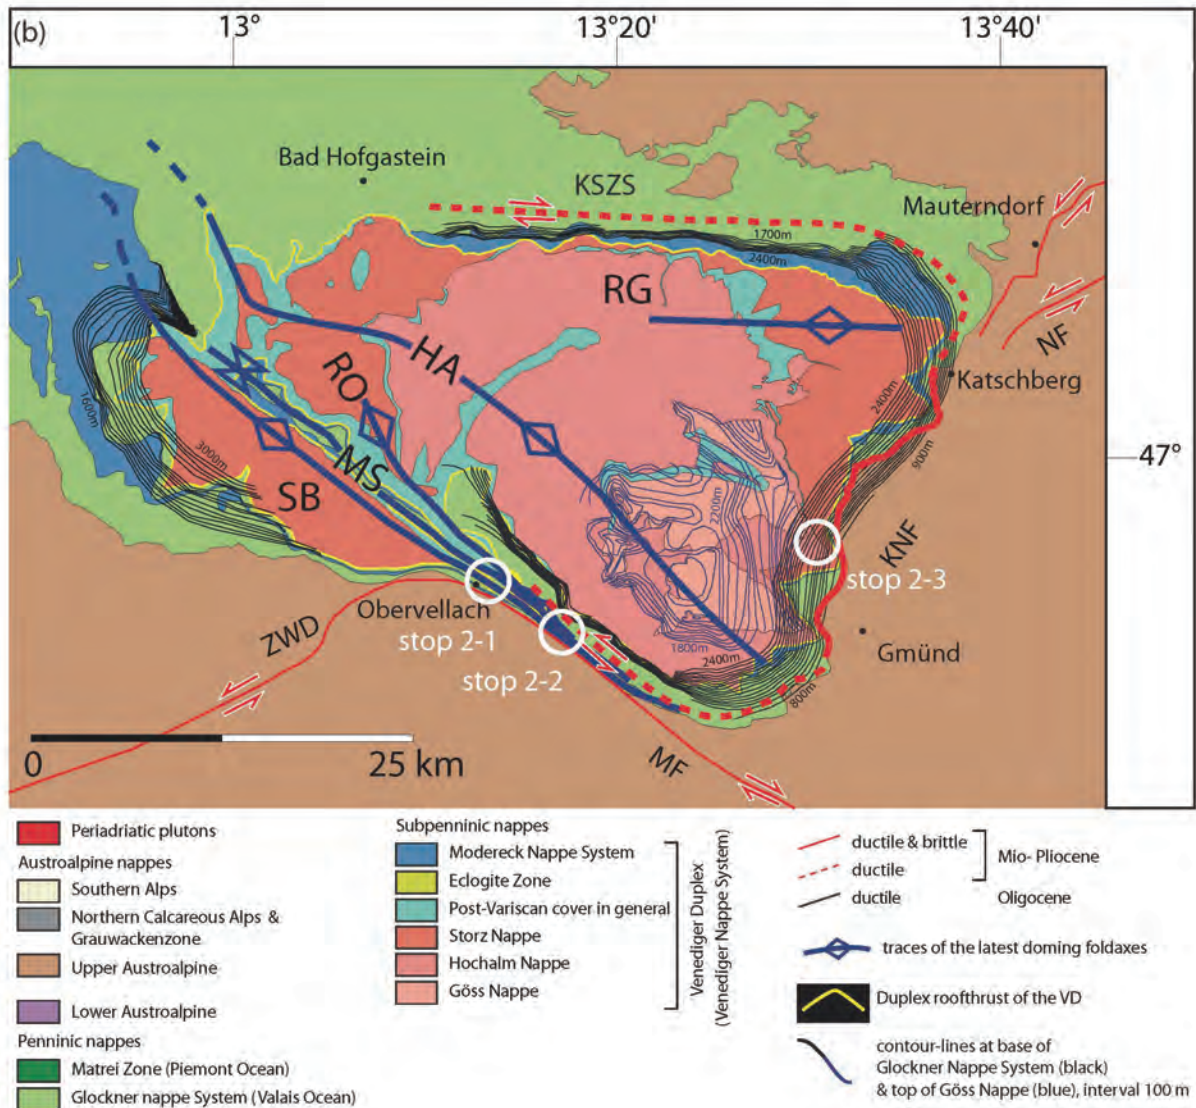 (b)
13°
13°20'
13°40'
Bad Hofgastein
KSZS
Mauterndorf
1700m
2400m
RG
NF
HA
RO
Katschberg
1600m
2400m
47°
3000m
MS
900m
SB
2200m
KNF
stop 2-3
Obervellach
ZWD
stop 2-1
1800m
Gmünd
stop 2-2
2400m
800m
MF
0
25 km
Periadriatic plutons
Austroalpine nappes
Southern Alps
Northern Calcareous Alps &
Grauwackenzone
Upper Austroalpine
Lower Austroalpine
Penninic nappes
Matrei Zone (Piemont Ocean)
Glockner nappe System (Valais Ocean)
Subpenninic nappes
Modereck Nappe System
Eclogite Zone
Post-Variscan cover in general
Storz Nappe
Hochalm Nappe
Göss Nappe
Venediger Duplex
(Venediger Nappe System)
ductile & brittle
ductile
Mio- Pliocene
ductile
Oligocene
traces of the latest doming foldaxes
Duplex roofthrust of the VD
contour-lines at base of
Glockner Nappe System (black)
& top of Göss Nappe (blue), interval 100 m